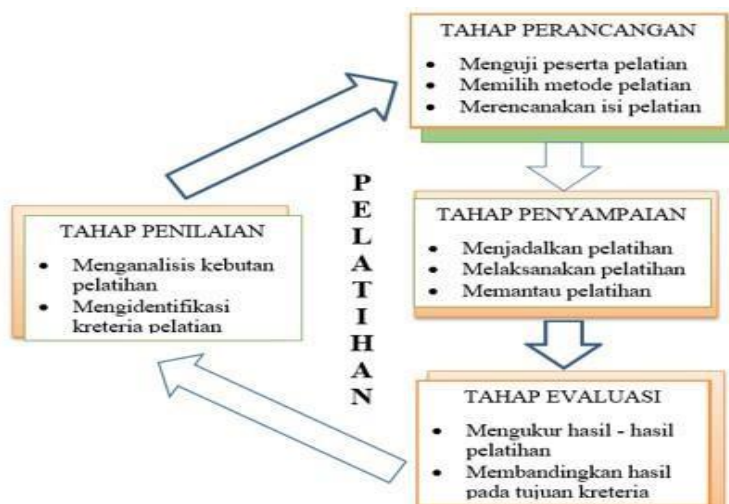 TAHAP PERANCANGAN
• Menguji peserta pelatian
• Memilih metode pelatian
• Merencanakan isi pelatian
PELATIHAN
TAHAP PENILAIAN
• Menganalisis kebutan
pelatihan
• Mengidentifikasi
kreteria pelatian
TAHAP PENYAMPAIAN
• Menjadalkan pelatihan
• Melaksanakan pelatihan
• Memantau pelatihan
TAHAP EVALUASI
• Mengukur hasil - hasil
pelatihan
• Membandingkan hasil
pada tujuan kreteria